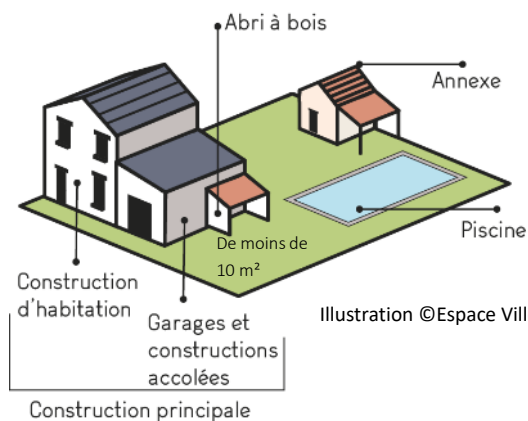 Abri à bois
Annexe
De moins de
10 m²
Piscine
Construction
d'habitation
Garages et
constructions
accolées
Illustration ©Espace Vill
Construction principale